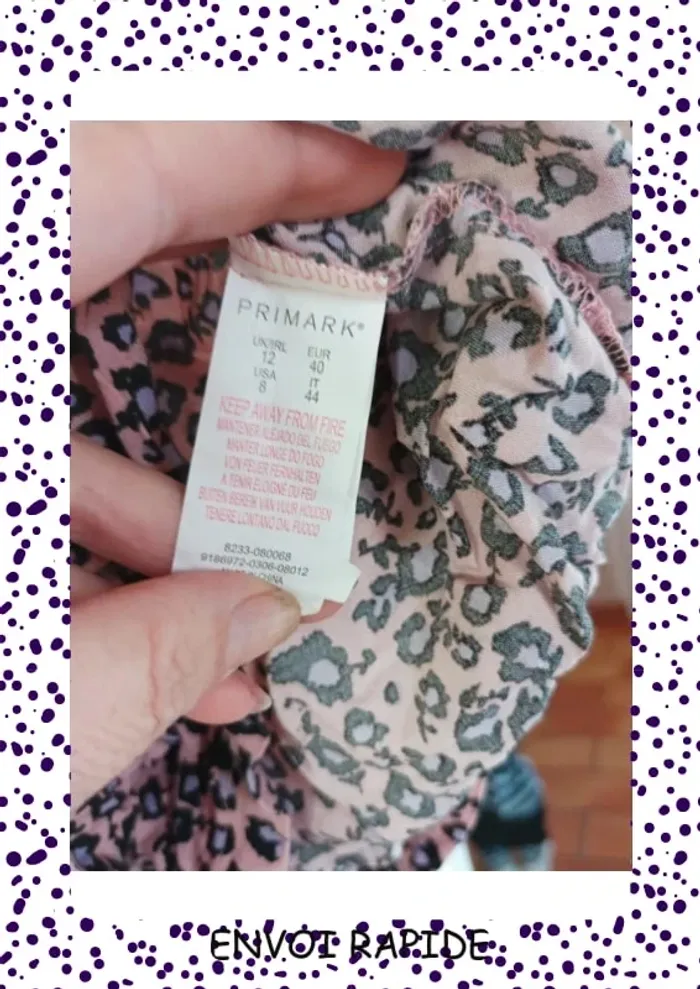 PRIMARK®
UK/IRL EUR
12 40
USA IT
8 44
KEEP AWAY FROM FIRE
MANTENER ALEJADO DEL FUEGO
MANTER LONGE DO FOGO
VON FEUER FERNHALTEN
A TENIR ELOIGNÉ DU FEU
BUITEN BEREIK VAN VUUR HOUDEN
TENERE LONTANO DAL FUOCO
8233-080068
9186972-0306-08012
CHINA
ENVOI RAPIDE